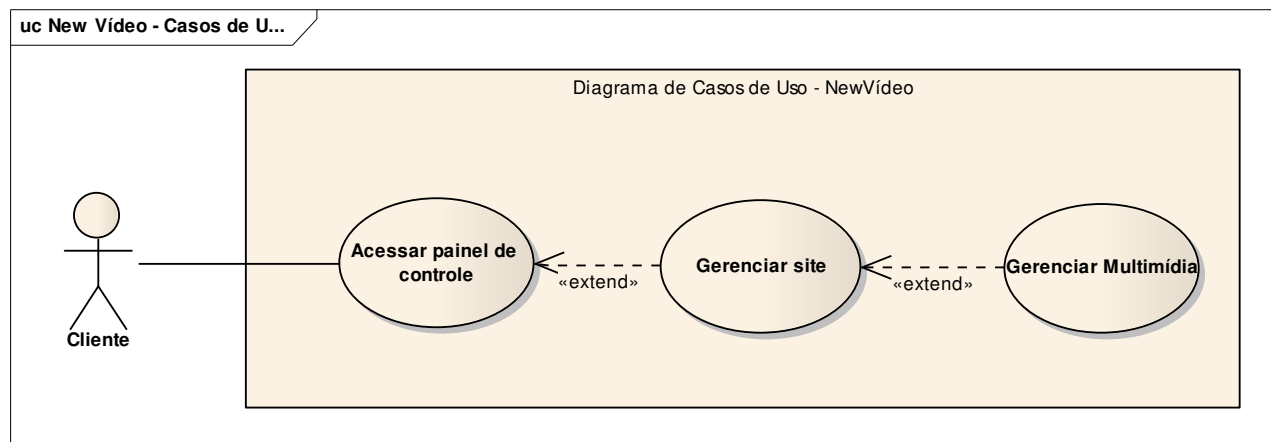 uc New Vídeo - Casos de U...
Diagrama de Casos de Uso - NewVídeo
Acessar painel de
controle
Gerenciar site
Gerenciar Multimídia
«extend»
«extend»
Cliente